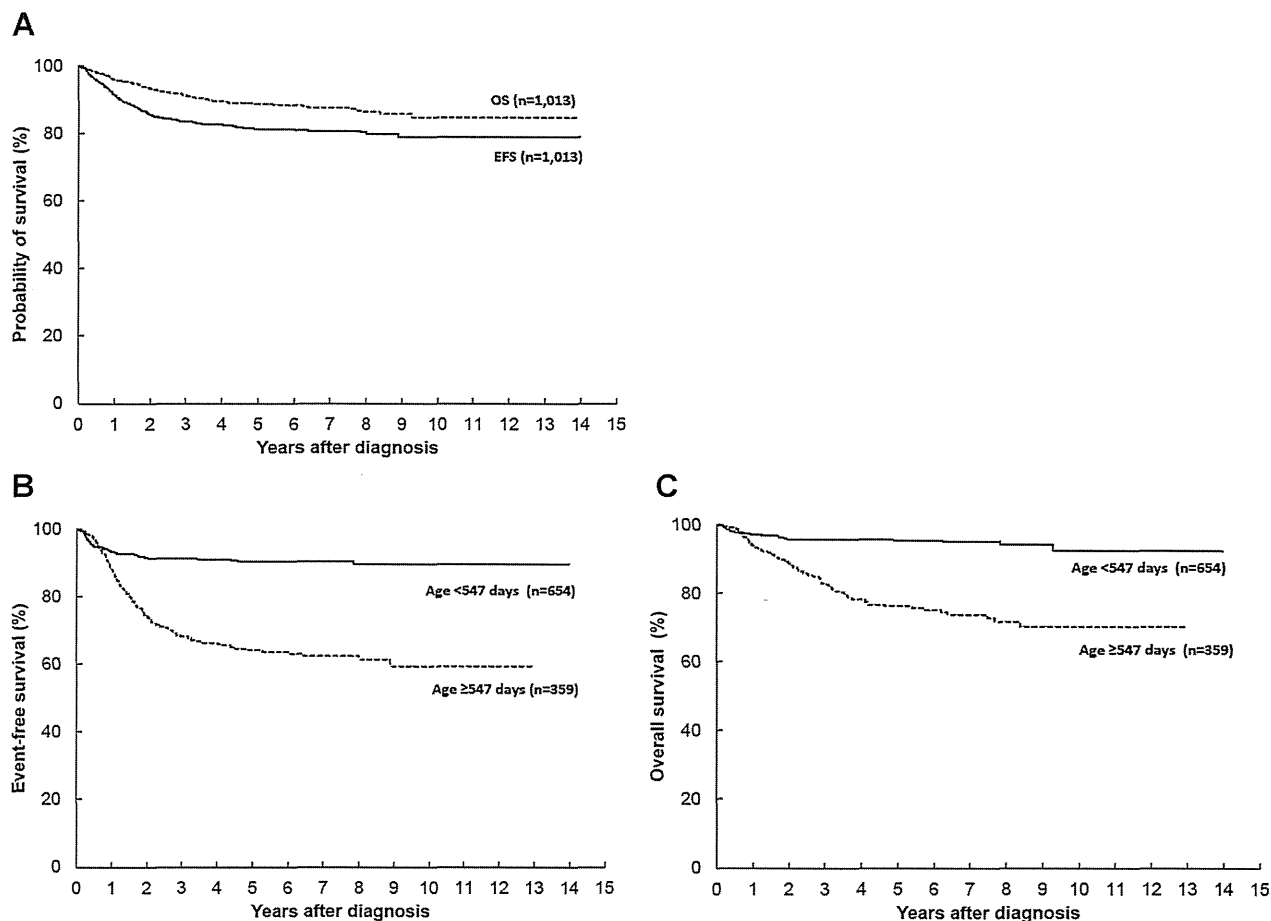 A
100
80
60
40
20
0
Probability of survival (%)
OS (n=1,013)
EFS (n=1,013)
0 1 2 3 4 5 6 7 8 9 10 11 12 13 14 15
Years after diagnosis
B
100
80
60
40
20
0
Event-free survival (%)
Age <547 days (n=654)
Age ≥547 days (n=359)
0 1 2 3 4 5 6 7 8 9 10 11 12 13 14 15
Years after diagnosis
C
100
80
60
40
20
0
Overall survival (%)
Age <547 days (n=654)
Age ≥547 days (n=359)
0 1 2 3 4 5 6 7 8 9 10 11 12 13 14 15
Years after diagnosis